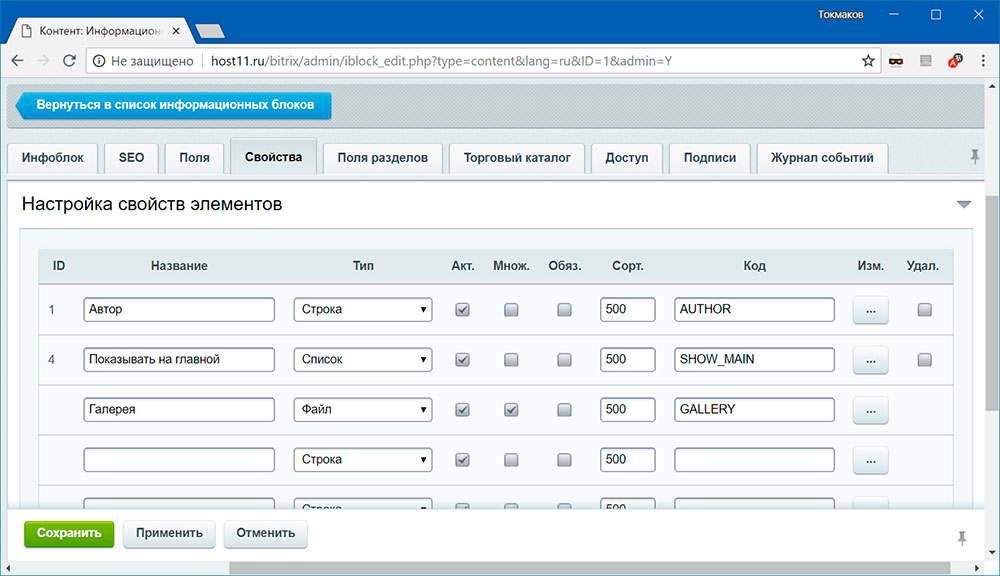 Токмаков
Контент: Информацион
Не защищено host11.ru/bitrix/admin/iblock_edit.php?type=content&lang=ru&ID=1&admin=Y
Вернуться в список информационных блоков
Инфоблок SEO Поля Свойства Поля разделов Торговый каталог Доступ Подписи Журнал событий
Настройка свойств элементов
ID Название Тип Акт. Множ. Обяз. Сорт. Код Изм. Удал.
1 Автор Строка 500 AUTHOR ...
4 Показывать на главной Список 500 SHOW_MAIN ...
Галерея Файл 500 GALLERY ...
Строка 500 ...
Строка 500
Сохранить Применить Отменить